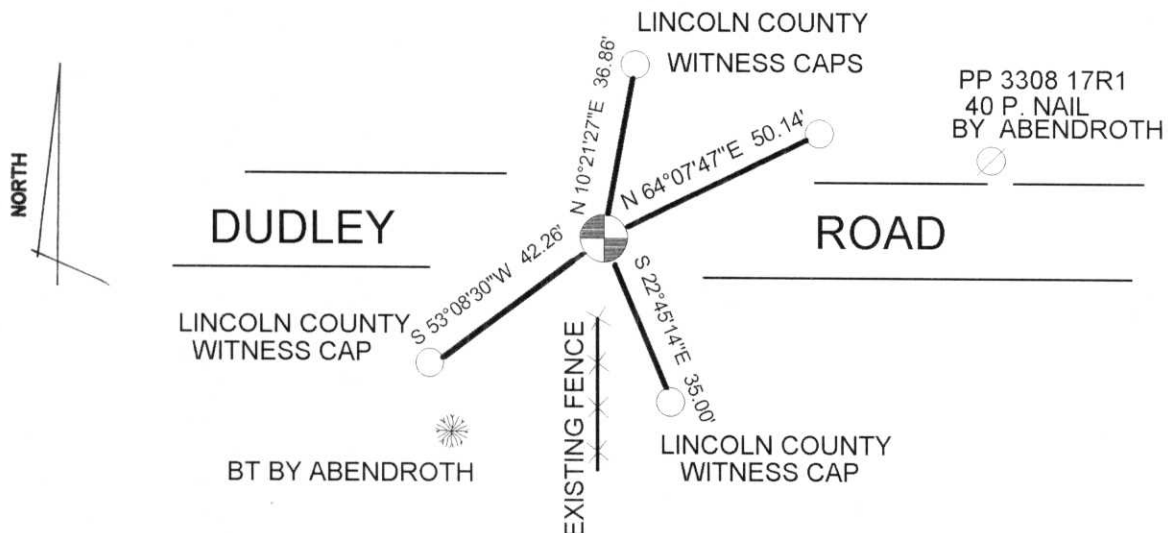 LINCOLN COUNTY
WITNESS CAPS
PP 3308 17R1
40 P. NAIL
BY ABENDROTH
NORTH
N 10°21'27"E 36.86'
N 64°07'47"E 50.14'
DUDLEY
ROAD
S 53°08'30"W 42.26'
S 22°45'14"E 35.00'
LINCOLN COUNTY
WITNESS CAP
EXISTING FENCE
LINCOLN COUNTY
WITNESS CAP
BT BY ABENDROTH